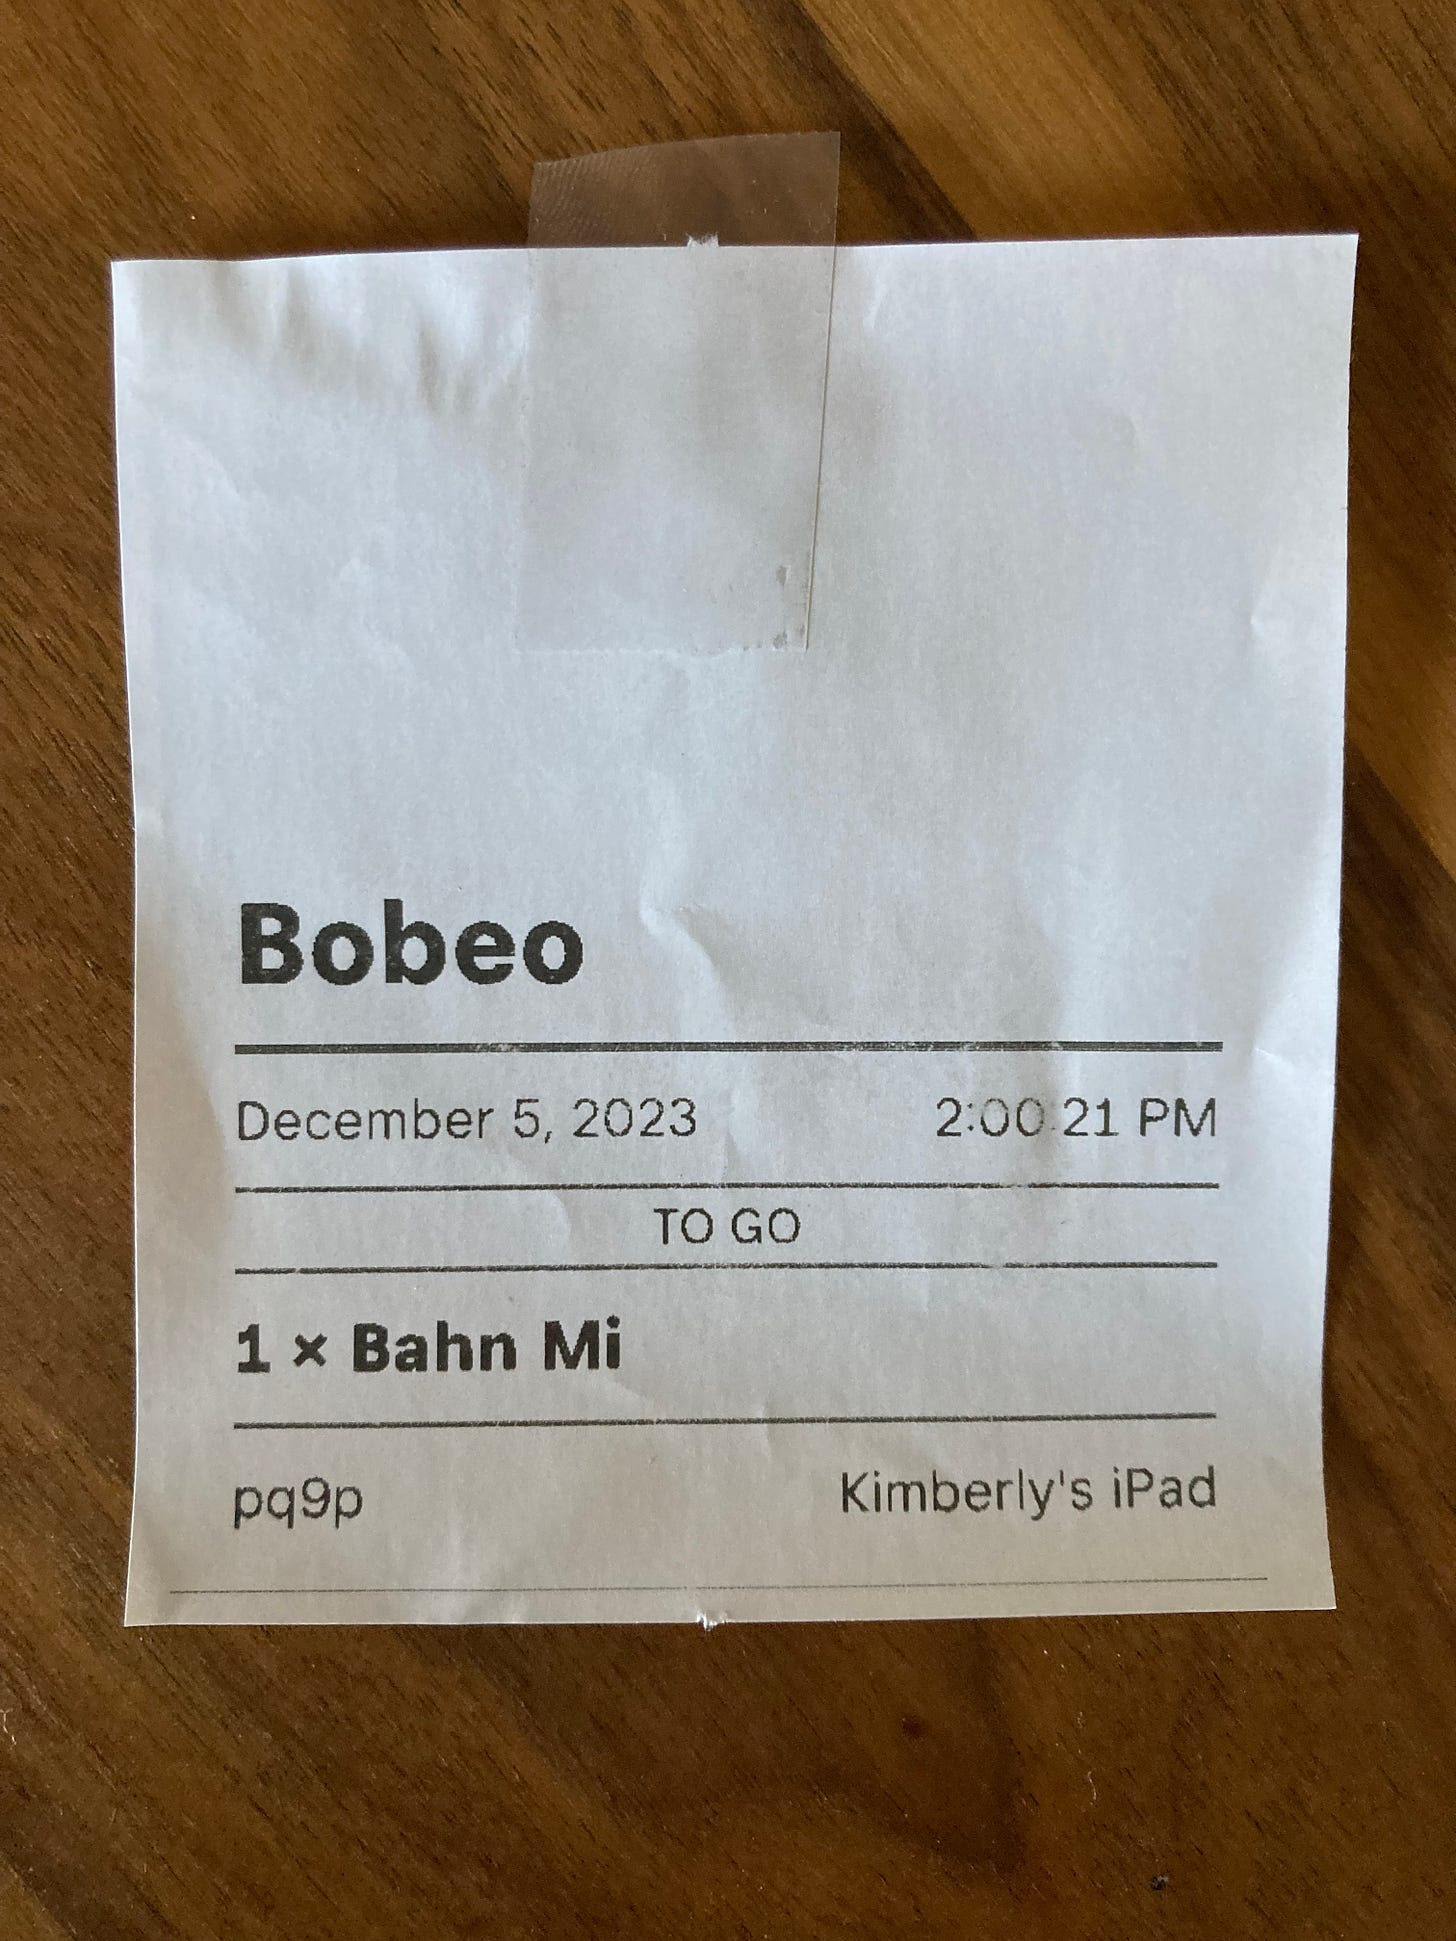 Bobeo
December 5, 2023 2:00:21 PM
TO GO
1 × Bahn Mi
pq9p Kimberly's iPad